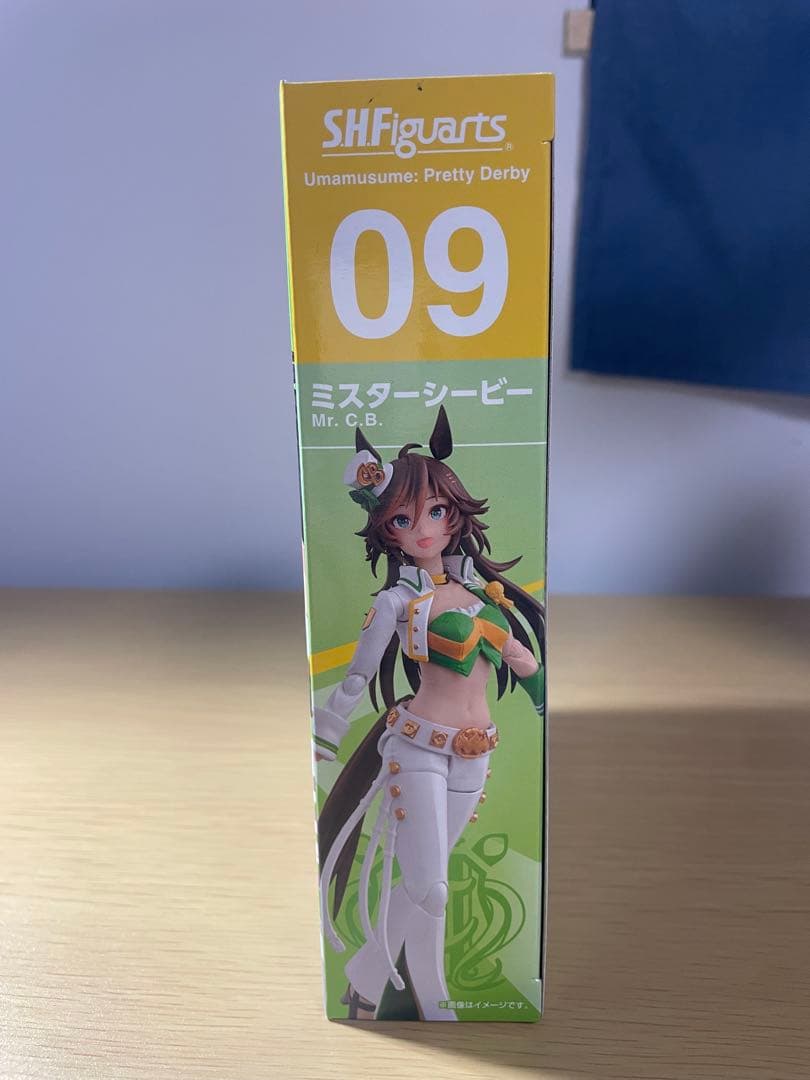 S.H.Figuarts®
Umamusume: Pretty Derby
09
ミスターシービー
Mr. C.B.
※画像はイメージです。